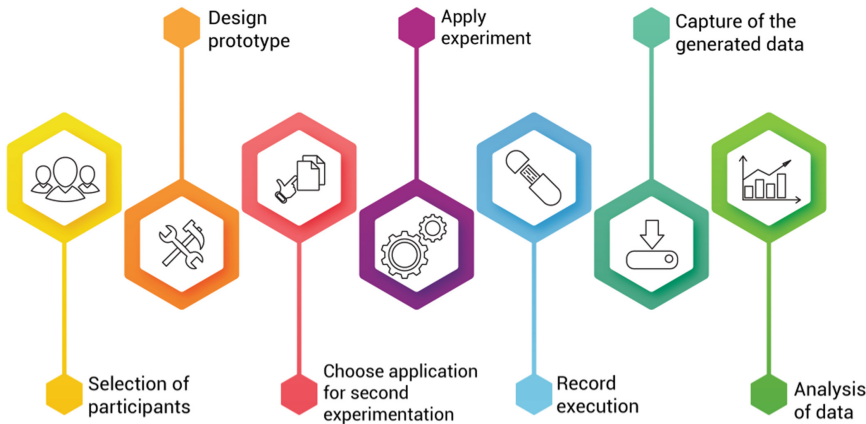 Design
prototype
Apply
experiment
Capture of the
generated data
Selection of
participants
Choose application
for second
experimentation
Record
execution
Analysis
of data